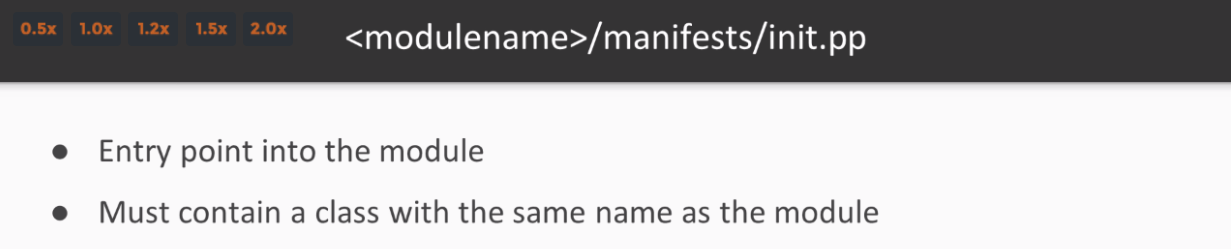 0.5x 1.0x 1.2x 1.5x 2.0x <modulename>/manifests/init.pp
● Entry point into the module
● Must contain a class with the same name as the module